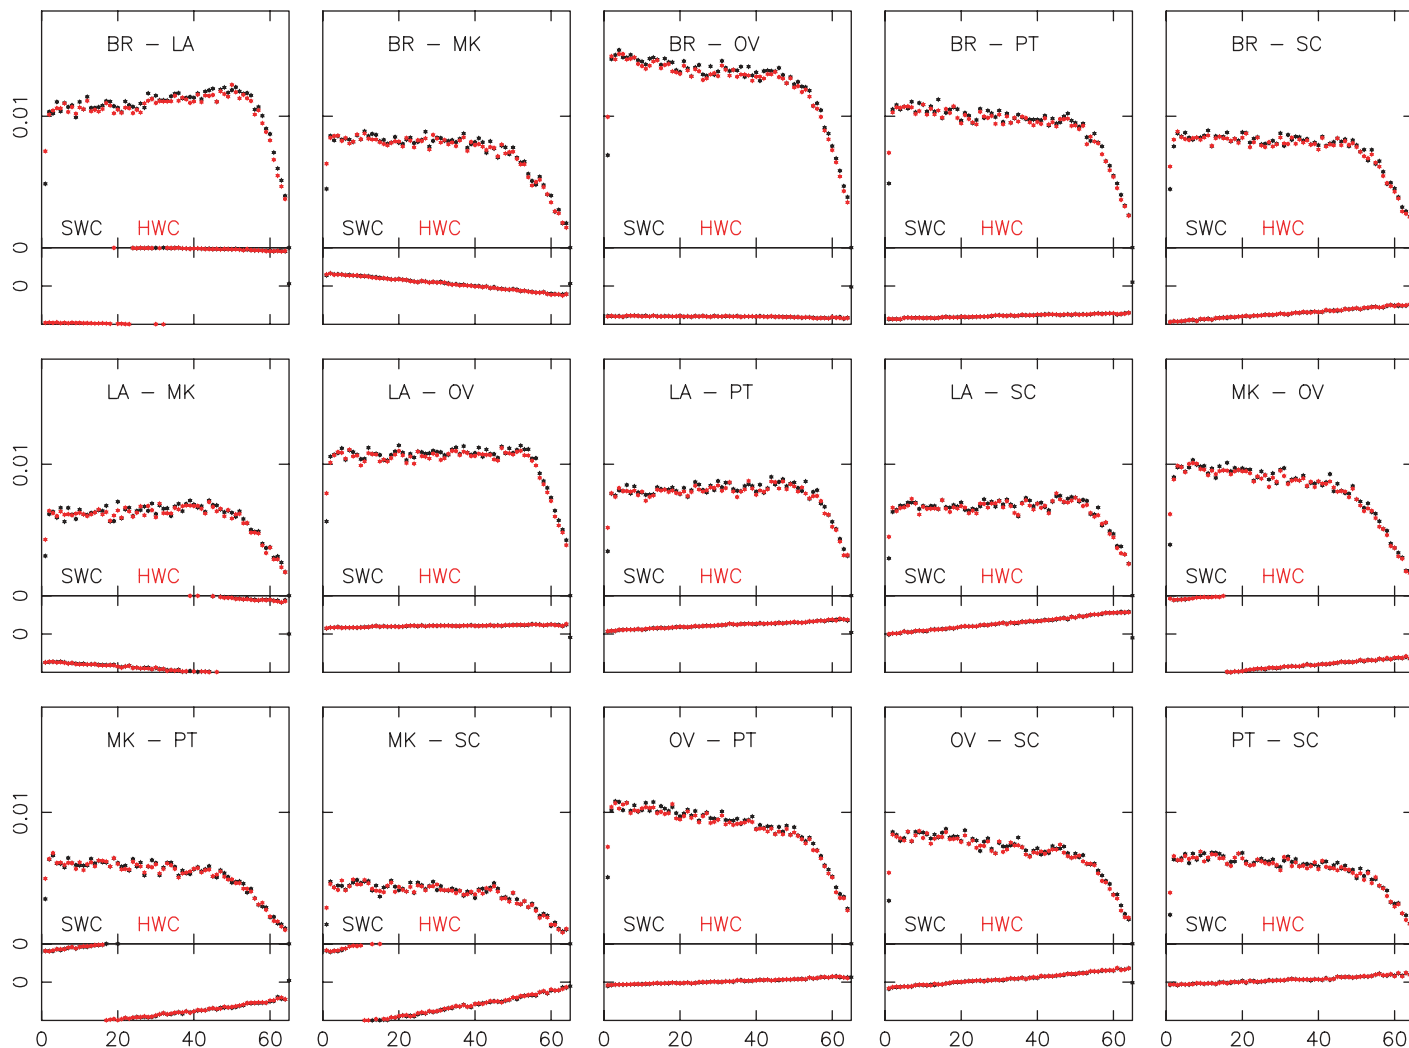 BR – LA BR – MK BR – OV BR – PT BR – SC
0.01
SWC HWC SWC HWC SWC HWC SWC HWC SWC HWC
0
0
LA – MK LA – OV LA – PT LA – SC MK – OV
0.01
SWC HWC SWC HWC SWC HWC SWC HWC SWC HWC
0
0
MK – PT MK – SC OV – PT OV – SC PT – SC
0.01
SWC HWC SWC HWC SWC HWC SWC HWC SWC HWC
0
0
0 20 40 60 0 20 40 60 0 20 40 60 0 20 40 60 0 20 40 60